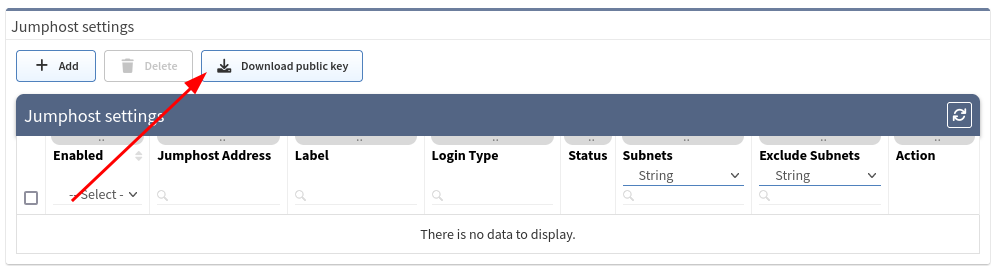 Jumphost settings
Add Delete Download public key
Jumphost settings
Enabled Jumphost Address Label Login Type Status Subnets Exclude Subnets Action
String String
-- Select -
There is no data to display.